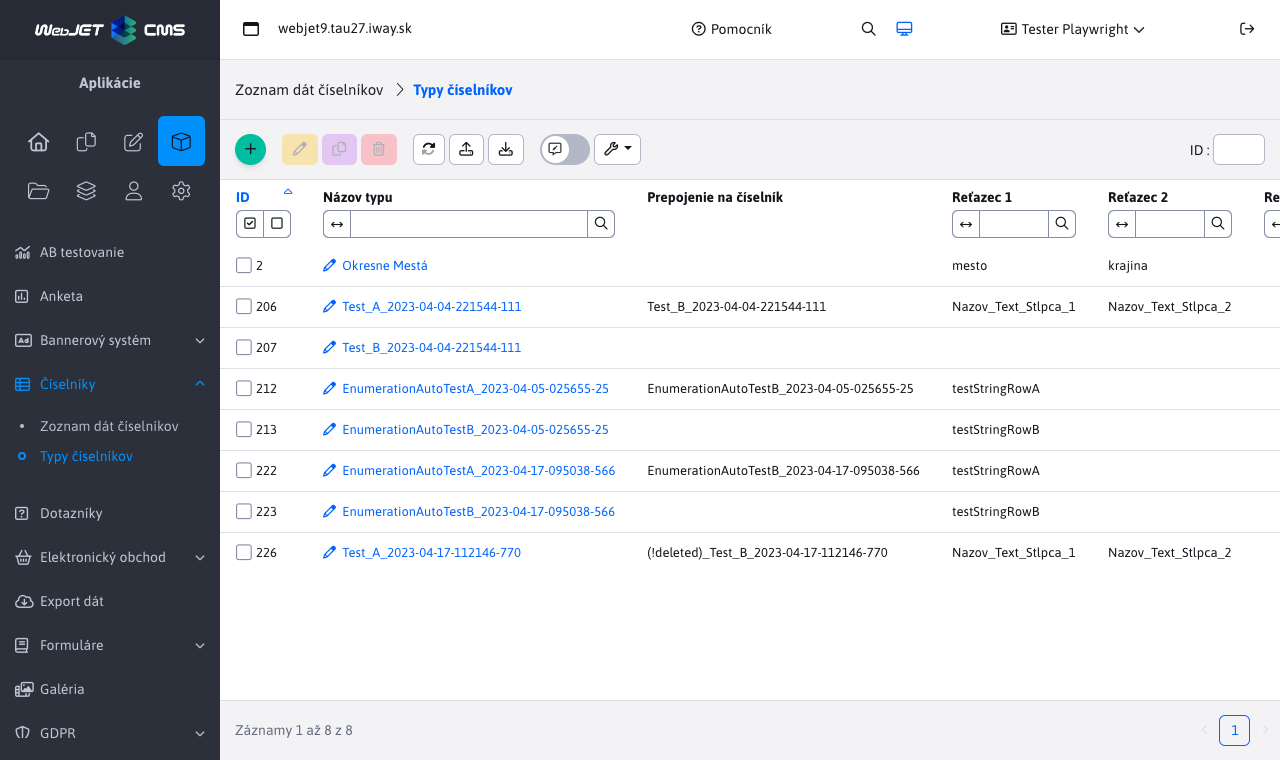 WebJET CMS
webjet9.tau27.iway.sk
Pomocník
Tester Playwright
Aplikácie
AB testovanie
Anketa
Bannerový systém
Číselníky
Zoznam dát číselníkov
Typy číselníkov
Dotazníky
Elektronický obchod
Export dát
Formuláre
Galéria
GDPR
Zoznam dát číselníkov Typy číselníkov
ID :
ID Názov typu Prepojenie na číselník Reťazec 1 Reťazec 2 Re
2 Okresne Mestá mesto krajina
206 Test_A_2023-04-04-221544-111 Test_B_2023-04-04-221544-111 Nazov_Text_Stlpca_1 Nazov_Text_Stlpca_2
207 Test_B_2023-04-04-221544-111
212 EnumerationAutoTestA_2023-04-05-025655-25 EnumerationAutoTestB_2023-04-05-025655-25 testStringRowA
213 EnumerationAutoTestB_2023-04-05-025655-25 testStringRowB
222 EnumerationAutoTestA_2023-04-17-095038-566 EnumerationAutoTestB_2023-04-17-095038-566 testStringRowA
223 EnumerationAutoTestB_2023-04-17-095038-566 testStringRowB
226 Test_A_2023-04-17-112146-770 (!deleted)_Test_B_2023-04-17-112146-770 Nazov_Text_Stlpca_1 Nazov_Text_Stlpca_2
Záznamy 1 až 8 z 8
1